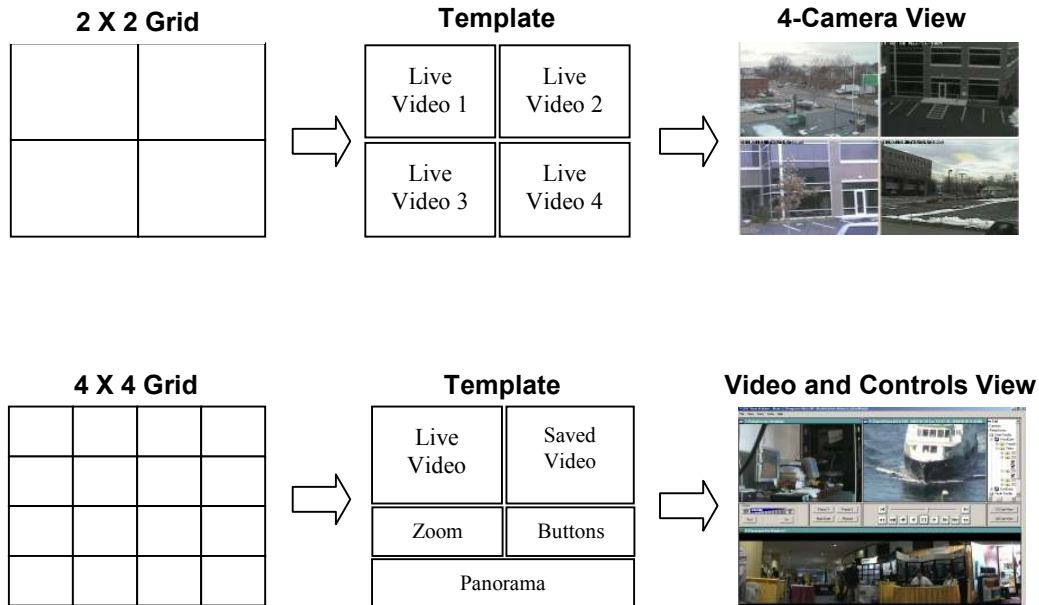 2 X 2 Grid
Template
4-Camera View
Live
Video 1
Live
Video 2
Live
Video 3
Live
Video 4
4 X 4 Grid
Template
Video and Controls View
Live
Video
Saved
Video
Zoom
Buttons
Panorama